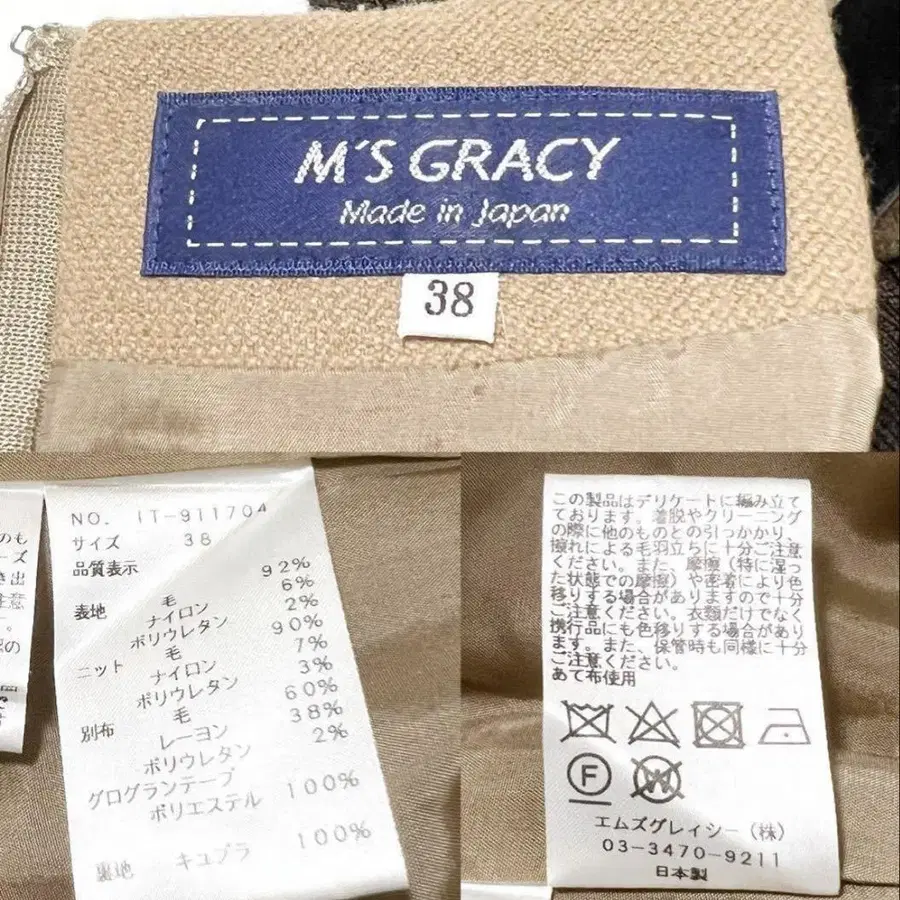 M'S GRACY
Made in Japan
38
NO. IT-911704
サイズ 38
品質表示
表地 毛 92%
ナイロン 6%
ポリウレタン 2%
ニット 毛 90%
ナイロン 7%
ポリウレタン 3%
別布 毛 60%
レーヨン 38%
ポリウレタン 2%
グログランテープ
ポリエステル 100%
裏地 キュプラ 100%
この製品はデリケートに編み立て
ております。着脱やクリーニング
の際に他のものとの引っかかり、
擦れによる毛羽立ちに十分ご注意
ください。また、摩擦（特に湿っ
た状態での摩擦）や密着により色
移りする場合がありますので十分
ご注意ください。衣類だけでなく
携行品にも色移りする場合があり
ます。また、保管時も同様に十分
ご注意ください。
あて布使用
F
W
エムズグレイシー（株）
03-3470-9211
日本製